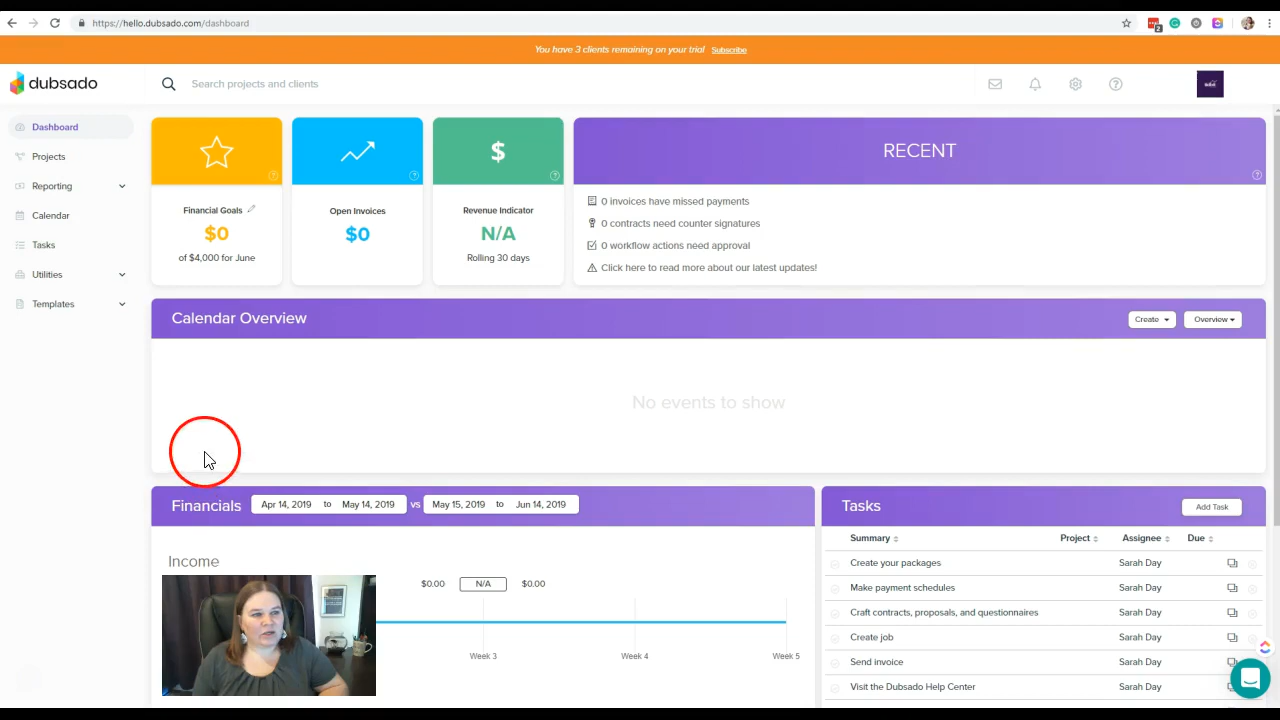 https://hello.dubsado.com/dashboard
2
You have 3 clients remaining on your trial Subscribe
dubsado
Search projects and clients
Dashboard
Projects
Reporting
Calendar
Tasks
Utilities
Templates
Financial Goals
$0
of $4,000 for June
Open Invoices
$0
$
Revenue Indicator
N/A
Rolling 30 days
RECENT
0 invoices have missed payments
0 contracts need counter signatures
0 workflow actions need approval
Click here to read more about our latest updates!
Calendar Overview
Create
Overview
No events to show
Financials
Apr 14, 2019 to May 14, 2019 vs May 15, 2019 to Jun 14, 2019
Income
$0.00 N/A $0.00
Week 3 Week 4 Week 5
Tasks
Add Task
Summary Project Assignee Due
Create your packages Sarah Day
Make payment schedules Sarah Day
Craft contracts, proposals, and questionnaires Sarah Day
Create job Sarah Day
Send invoice Sarah Day
Visit the Dubsado Help Center Sarah Day